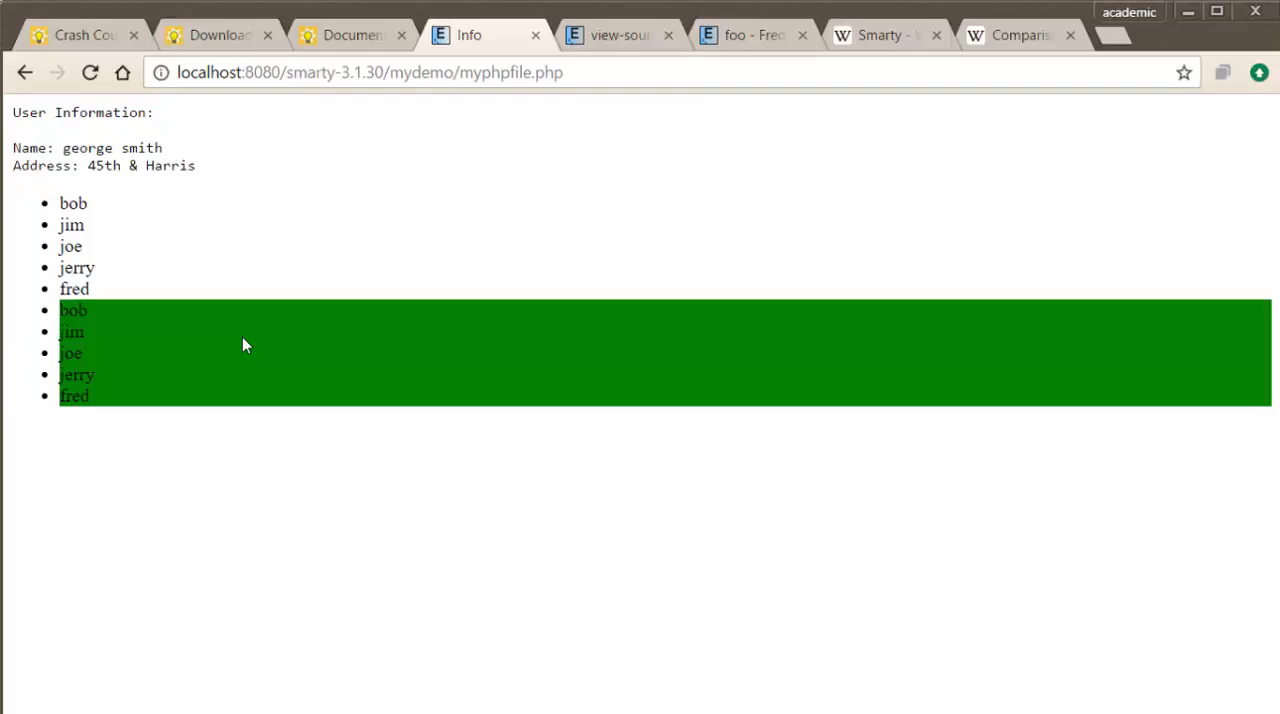 academic
Crash Cou
Download
Documen
Info
view-sour
foo - Fred
Smarty - W
Comparis
localhost:8080/smarty-3.1.30/mydemo/myphpfile.php
User Information:
Name: george smith
Address: 45th & Harris
bob
jim
joe
jerry
fred
bob
jim
joe
jerry
fred